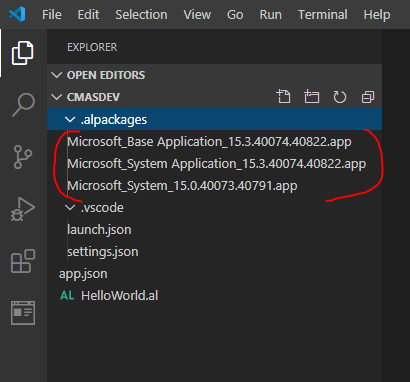 File Edit Selection View Go Run Terminal Help
EXPLORER
OPEN EDITORS
CMASDEV
.alpackages
Microsoft_Base Application_15.3.40074.40822.app
Microsoft_System Application_15.3.40074.40822.app
Microsoft_System_15.0.40073.40791.app
.vscode
launch.json
settings.json
app.json
AL HelloWorld.al